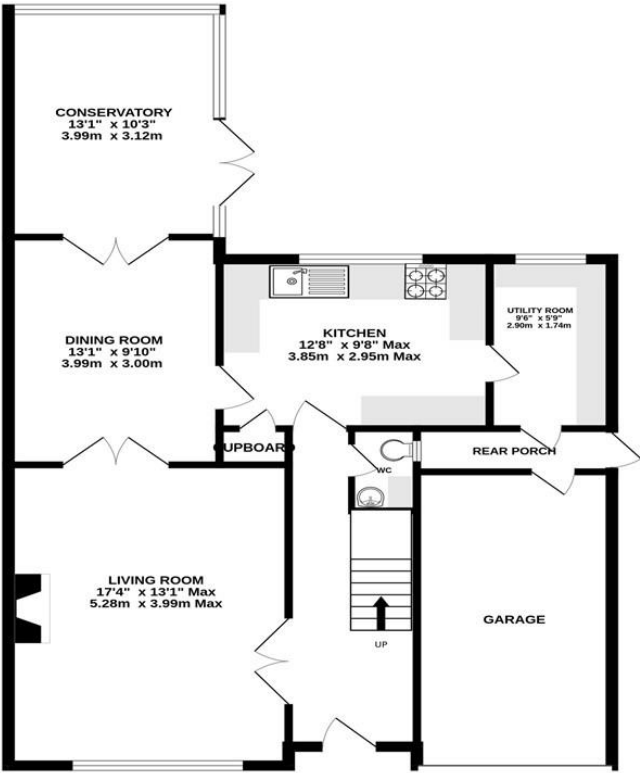 CONSERVATORY
13'1" x 10'3"
3.99m x 3.12m
DINING ROOM
13'1" x 9'10"
3.99m x 3.00m
KITCHEN
12'8" x 9'8" Max
3.85m x 2.95m Max
UTILITY ROOM
9'6" x 5'9"
2.90m x 1.74m
CUPBOARD
WC
REAR PORCH
LIVING ROOM
17'4" x 13'1" Max
5.28m x 3.99m Max
UP
GARAGE